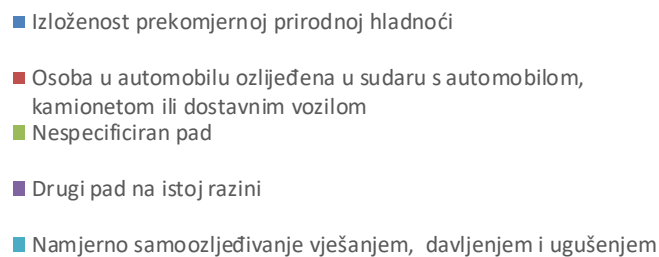 Izloženost prekomjernoj prirodnoj hladnoći
Osoba u automobilu ozlijeđena u sudaru s automobilom,
kamionetom ili dostavnim vozilom
Nespecificiran pad
Drugi pad na istoj razini
Namjerno samoozljeđivanje vješanjem, davljenjem i ugušenjem